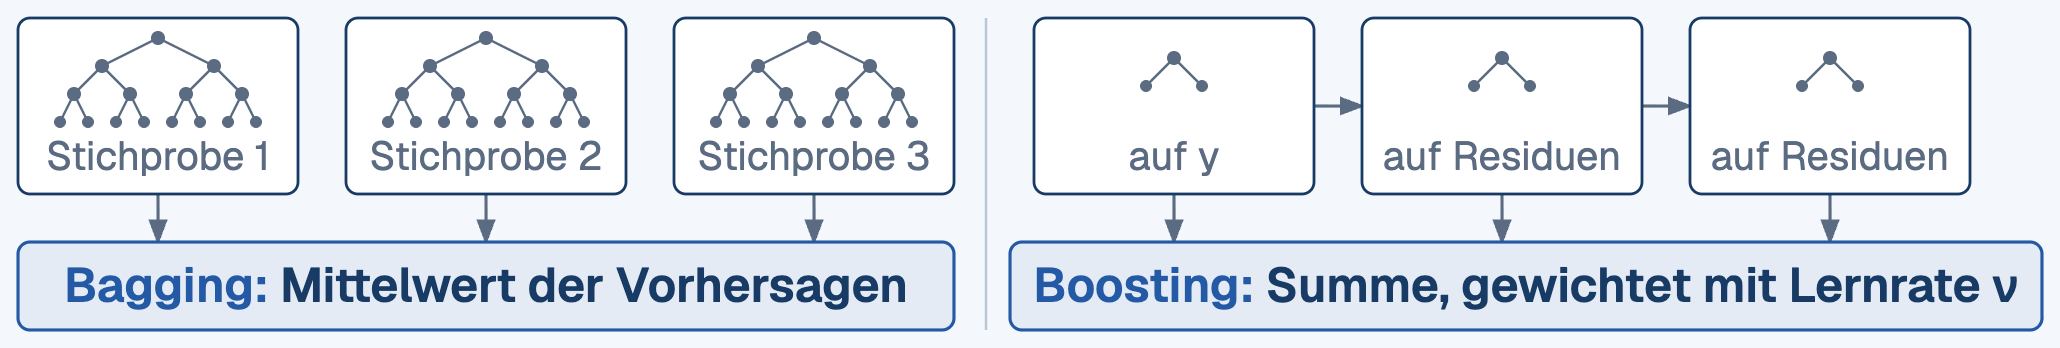 Stichprobe 1
Stichprobe 2
Stichprobe 3
Bagging: Mittelwert der Vorhersagen
auf y
auf Residuen
auf Residuen
Boosting: Summe, gewichtet mit Lernrate ν